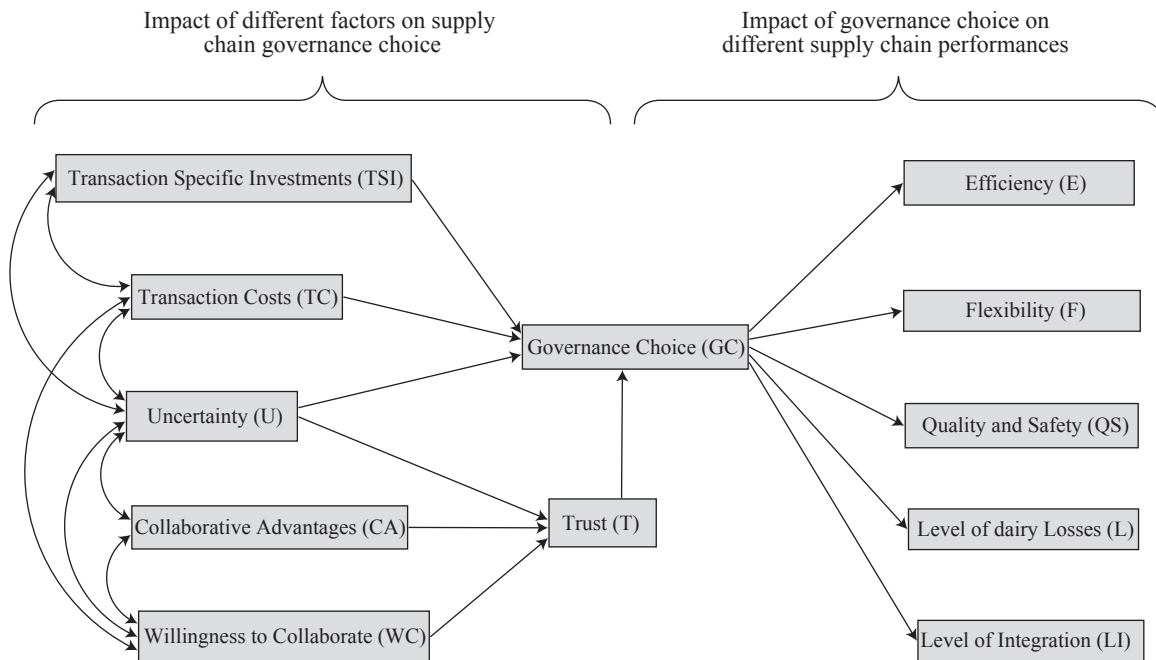 Impact of different factors on supply
chain governance choice
Impact of governance choice on
different supply chain performances
Transaction Specific Investments (TSI)
Transaction Costs (TC)
Uncertainty (U)
Collaborative Advantages (CA)
Willingness to Collaborate (WC)
Governance Choice (GC)
Trust (T)
Efficiency (E)
Flexibility (F)
Quality and Safety (QS)
Level of dairy Losses (L)
Level of Integration (LI)